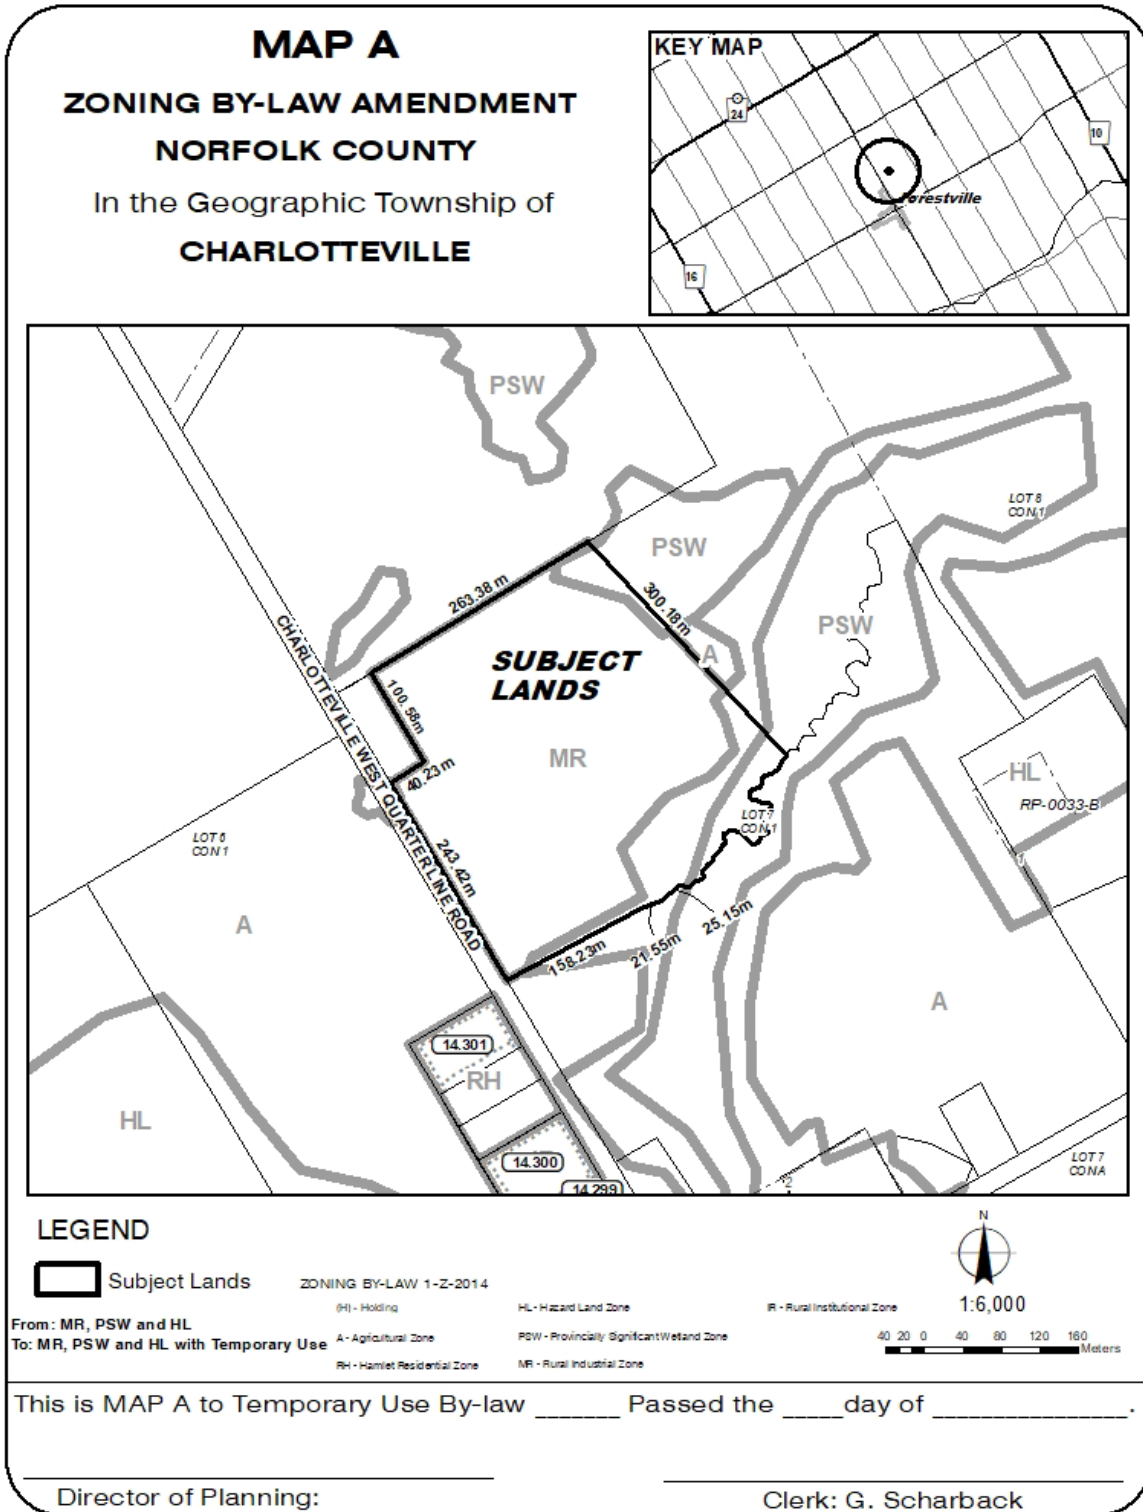 MAP A
ZONING BY-LAW AMENDMENT
NORFOLK COUNTY
In the Geographic Township of
CHARLOTTEVILLE
KEY MAP
24
10
Forestville
16
PSW
LOT 8
CON 1
PSW
263.38 m
300.18m
PSW
CHARLOTTEVILLE WEST QUARTER LINE ROAD
SUBJECT
LANDS
A
100.58m
MR
40.23 m
HL
RP-0033-B
LOT 7
CON 1
LOT 6
CON 1
243.42m
1
A
25.15m
21.55m
158.23m
A
14.301
RH
HL
14.300
14.299
2
LOT 7
CON A
LEGEND
Subject Lands
ZONING BY-LAW 1-Z-2014
From: MR, PSW and HL
To: MR, PSW and HL with Temporary Use
(H) - Holding
A - Agricultural Zone
RH - Hamlet Residential Zone
HL - Hazard Land Zone
PSW - Provincially Significant Wetland Zone
MR - Rural Industrial Zone
IR - Rural Institutional Zone
N
1:6,000
40 20 0 40 80 120 160
Meters
This is MAP A to Temporary Use By-law _______ Passed the _____day of ________________.
Director of Planning:
Clerk: G. Scharback